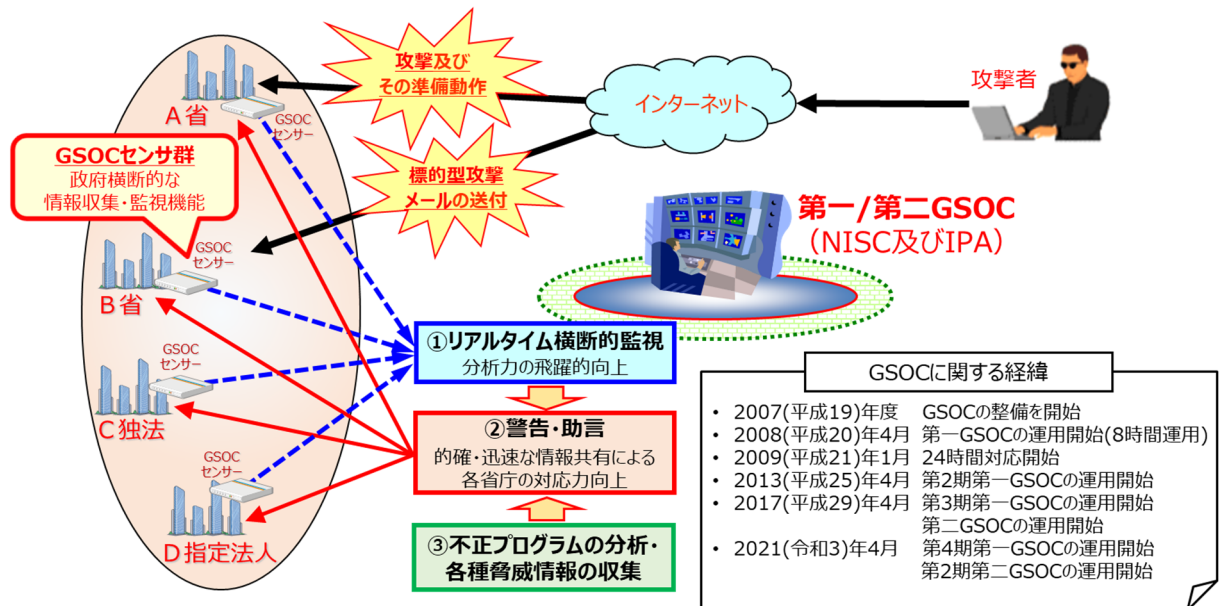 攻撃及び
その準備動作
インターネット
攻撃者
A省
GSOC
センサー
GSOCセンサ群
政府横断的な
情報収集・監視機能
標的型攻撃
メールの送付
第一/第二GSOC
（NISC及びIPA）
GSOC
センサー
B省
GSOC
センサー
C独法
GSOC
センサー
D指定法人
①リアルタイム横断的監視
分析力の飛躍的向上
②警告・助言
的確・迅速な情報共有による
各省庁の対応力向上
③不正プログラムの分析・
各種脅威情報の収集
GSOCに関する経緯
• 2007(平成19)年度 GSOCの整備を開始
• 2008(平成20)年4月 第一GSOCの運用開始(8時間運用)
• 2009(平成21)年1月 24時間対応開始
• 2013(平成25)年4月 第2期第一GSOCの運用開始
• 2017(平成29)年4月 第3期第一GSOCの運用開始
第二GSOCの運用開始
• 2021(令和3)年4月 第4期第一GSOCの運用開始
第2期第二GSOCの運用開始